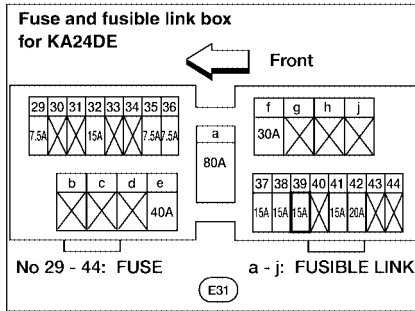 Fuse and fusible link box
for KA24DE
Front
29 30 31 32 33 34 35 36
7.5A 15A 7.5A 7.5A
a
80A
f g h j
30A
b c d e
40A
37 38 39 40 41 42 43 44
15A 15A 15A 15A 20A
No 29 - 44: FUSE
a - j: FUSIBLE LINK
E31